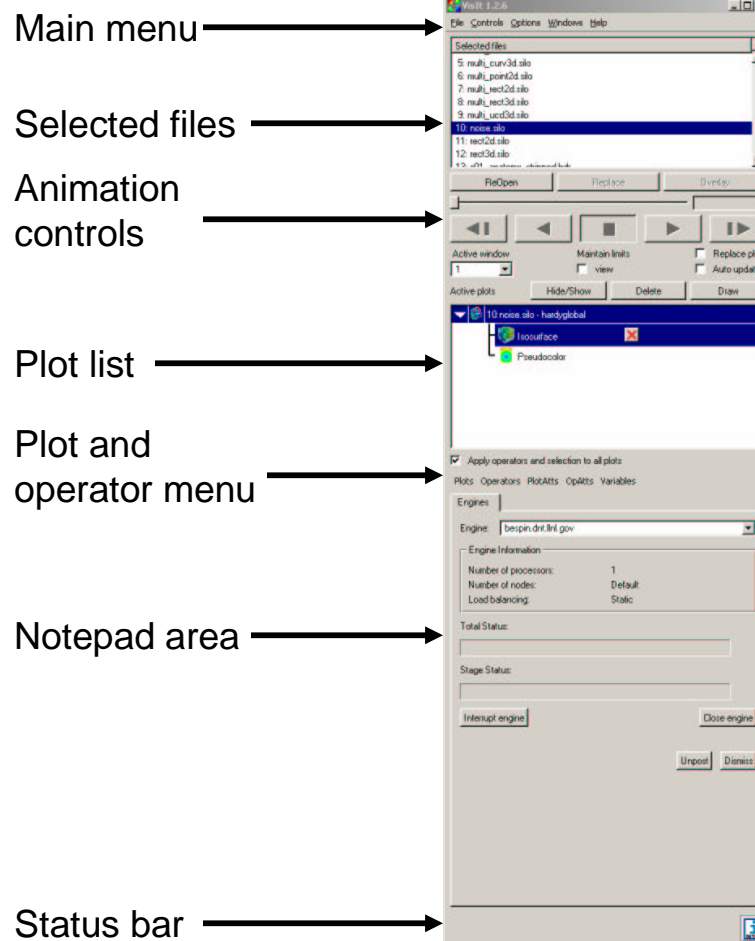 Main menu
VisIt 1.2.6
File Controls Options Windows Help
Selected files
Selected files
5: multi_curv3d.silo
6: multi_point2d.silo
7: multi_rect2d.silo
8: multi_rect3d.silo
9: multi_ucd3d.silo
10: noise.silo
11: rect2d.silo
12: rect3d.silo
Animation
controls
ReOpen Replace Overlay
Active window Maintain limits Replace pl
1 view Auto updat
Active plots Hide/Show Delete Draw
10:noise.silo - hardyglobal
Isosurface
Plot list
Pseudocolor
Plot and
operator menu
Apply operators and selection to all plots
Plots Operators PlotAtts OpAtts Variables
Engines
Engine: bespin.dnt.llnl.gov
Engine Information
Number of processors: 1
Number of nodes: Default
Load balancing: Static
Notepad area
Total Status:
Stage Status:
Interrupt engine Close engine
Unpost Dismiss
Status bar